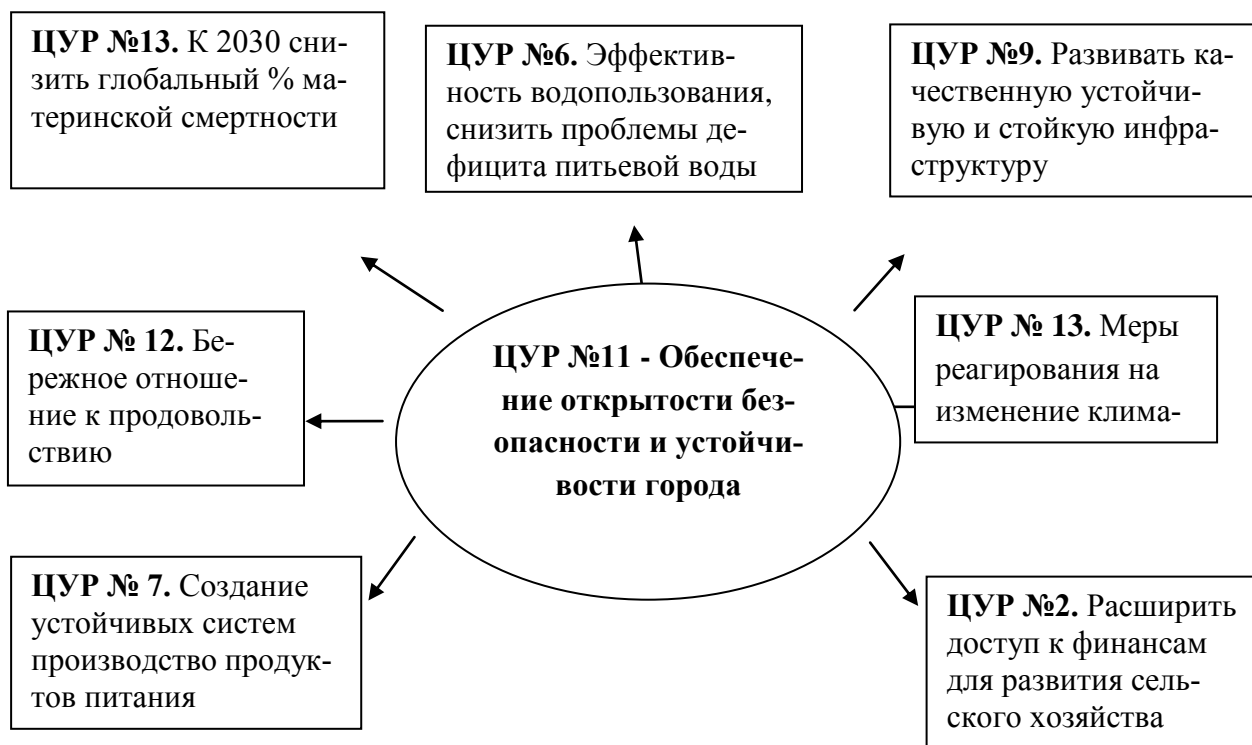 ЦУР №13. К 2030 сни-
зить глобальный % ма-
теринской смертности
ЦУР №6. Эффектив-
ность водопользования,
снизить проблемы де-
фицита питьевой воды
ЦУР №9. Развивать ка-
чественную устойчи-
вую и стойкую инфра-
структуру
ЦУР № 12. Бе-
режное отноше-
ние к продоволь-
ствию
ЦУР №11 - Обеспече-
ние открытости без-
опасности и устойчи-
вости города
ЦУР № 13. Меры
реагирования на
изменение клима-
ЦУР № 7. Создание
устойчивых систем
производство продук-
тов питания
ЦУР №2. Расширить
доступ к финансам
для развития сель-
ского хозяйства